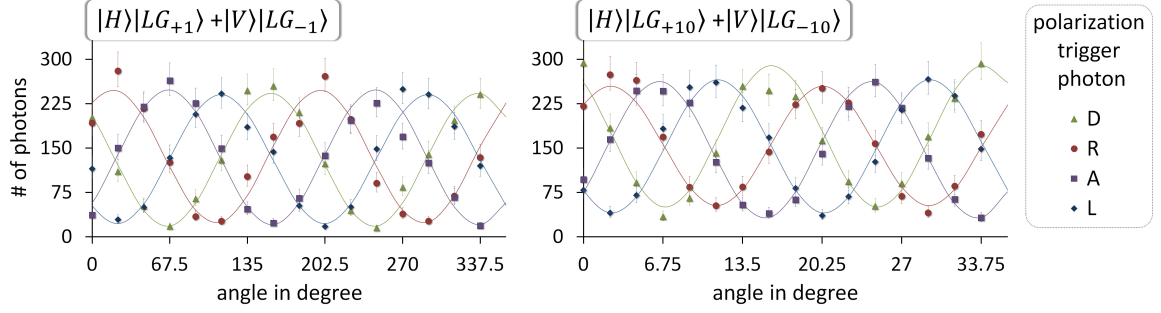 |H⟩|LG₊₁⟩ +|V⟩|LG₋₁⟩
# of photons
300
225
150
75
0
0 67.5 135 202.5 270 337.5
angle in degree
|H⟩|LG₊₁₀⟩ +|V⟩|LG₋₁₀⟩
300
225
150
75
0
0 6.75 13.5 20.25 27 33.75
angle in degree
polarization
trigger
photon
D
R
A
L